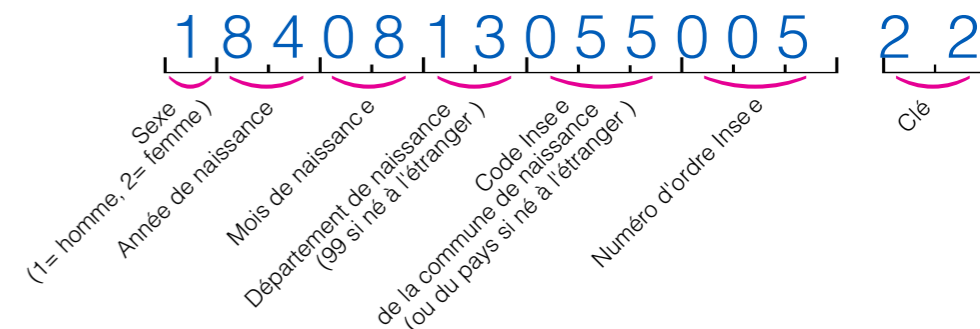 1 8 4 0 8 1 3 0 5 5 0 0 5 2 2
Sexe
(1= homme, 2= femme )
Année de naissance
Mois de naissance
Département de naissance
(99 si né à l'étranger )
Code Insee
de la commune de naissance
(ou du pays si né à l'étranger )
Numéro d'ordre Insee
Clé